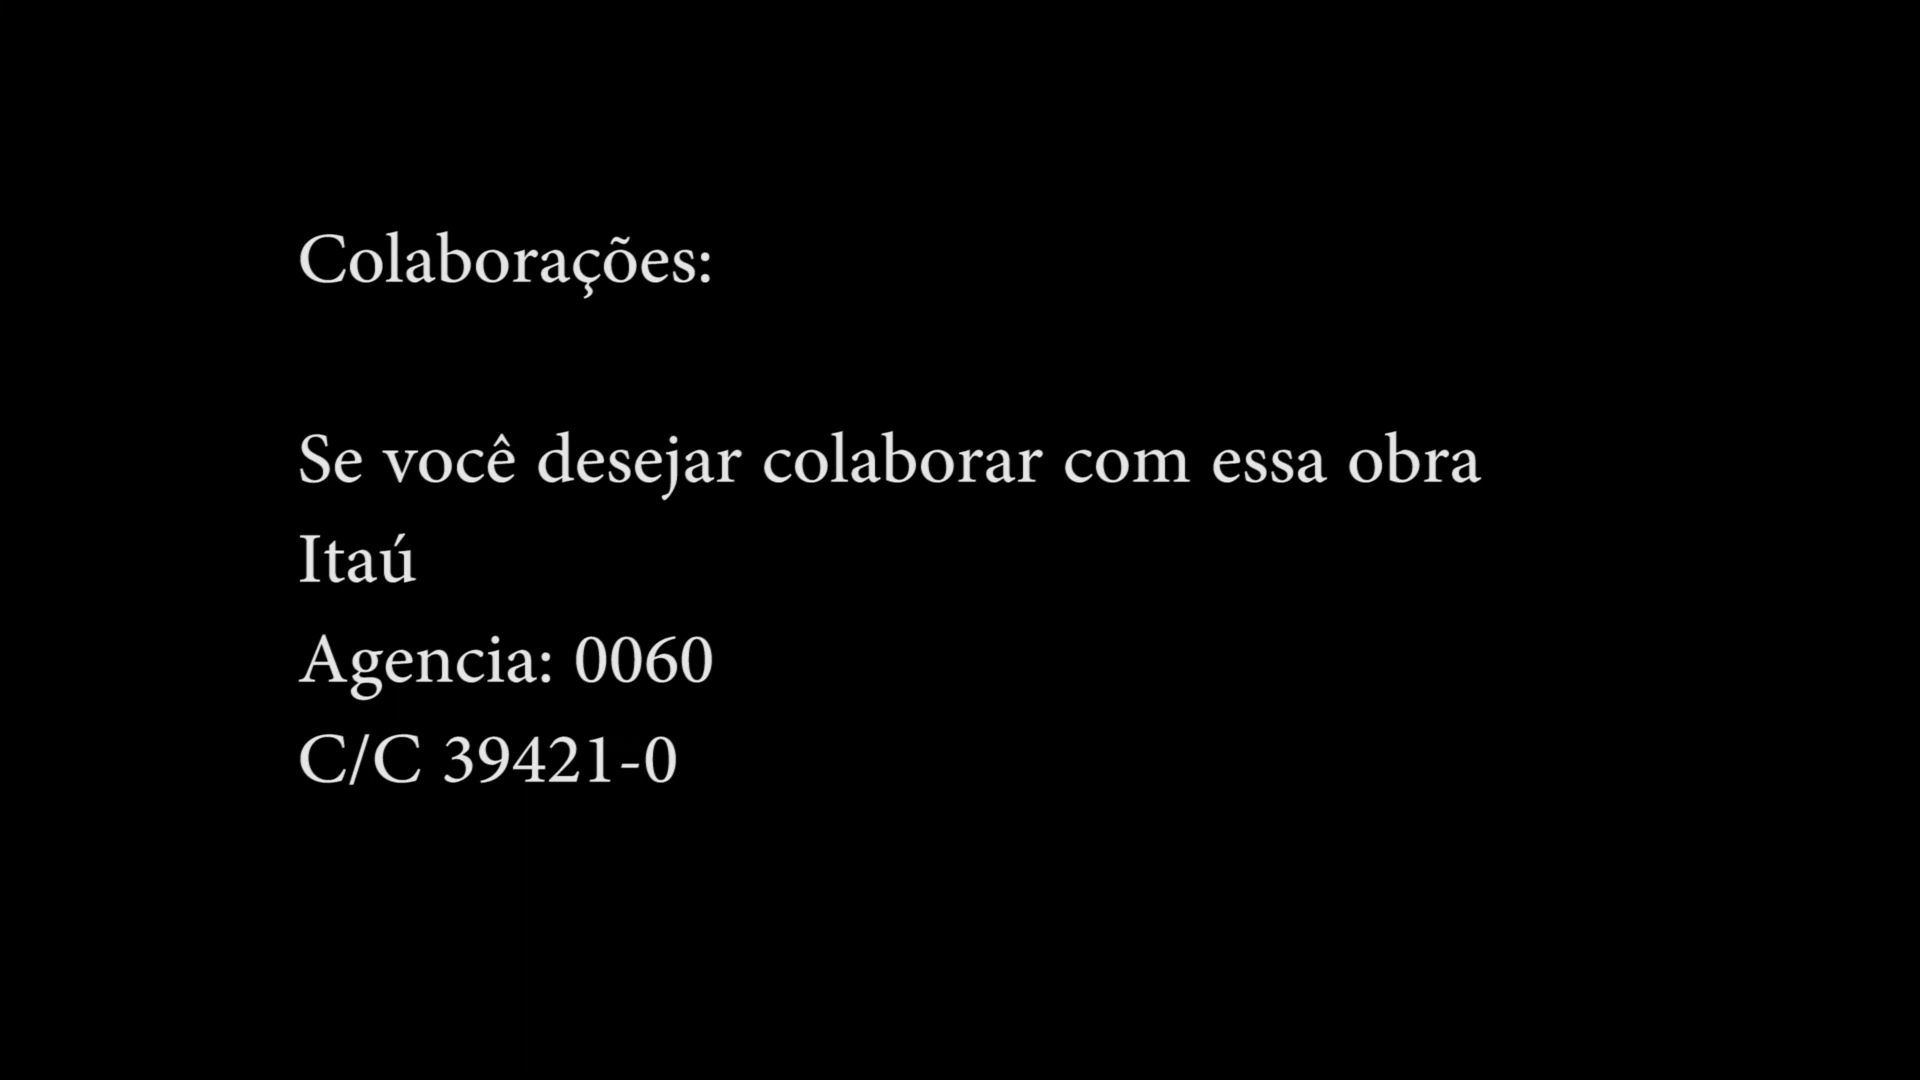 Colaborações:
Se você desejar colaborar com essa obra
Itaú
Agencia: 0060
C/C 39421-0